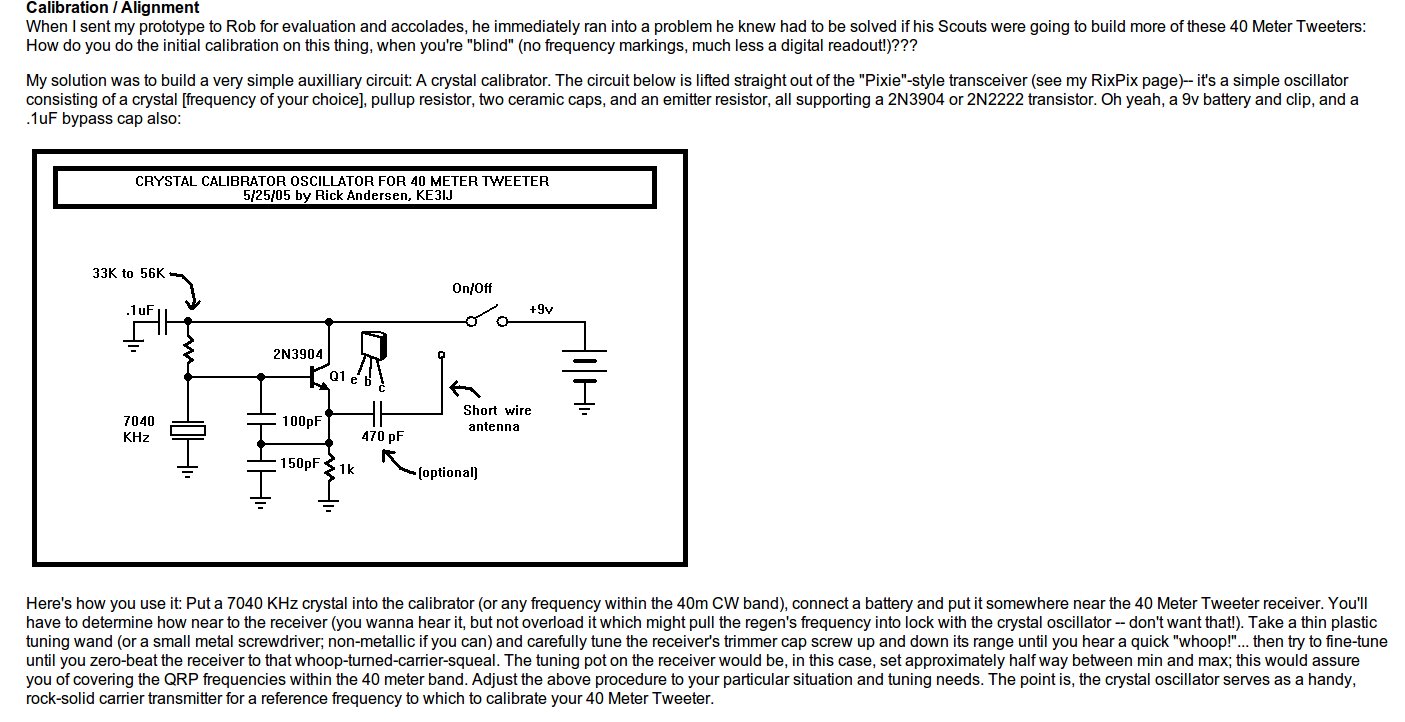 Calibration / Alignment
When I sent my prototype to Rob for evaluation and accolades, he immediately ran into a problem he knew had to be solved if his Scouts were going to build more of these 40 Meter Tweeters:
How do you do the initial calibration on this thing, when you're "blind" (no frequency markings, much less a digital readout!)???
My solution was to build a very simple auxilliary circuit: A crystal calibrator. The circuit below is lifted straight out of the "Pixie"-style transceiver (see my RixPix page)-- it's a simple oscillator
consisting of a crystal [frequency of your choice], pullup resistor, two ceramic caps, and an emitter resistor, all supporting a 2N3904 or 2N2222 transistor. Oh yeah, a 9v battery and clip, and a
.1uF bypass cap also:
CRYSTAL CALIBRATOR OSCILLATOR FOR 40 METER TWEETER
5/25/05 by Rick Andersen, KE3IJ
33K to 56K
On/Off
.1uF
+9v
2N3904
Q1 e b c
Short wire
antenna
7040
KHz
100pF
470 pF
150pF
1k
(optional)
Here's how you use it: Put a 7040 KHz crystal into the calibrator (or any frequency within the 40m CW band), connect a battery and put it somewhere near the 40 Meter Tweeter receiver. You'll
have to determine how near to the receiver (you wanna hear it, but not overload it which might pull the regen's frequency into lock with the crystal oscillator -- don't want that!). Take a thin plastic
tuning wand (or a small metal screwdriver; non-metallic if you can) and carefully tune the receiver's trimmer cap screw up and down its range until you hear a quick "whoop!"... then try to fine-tune
until you zero-beat the receiver to that whoop-turned-carrier-squeal. The tuning pot on the receiver would be, in this case, set approximately half way between min and max; this would assure
you of covering the QRP frequencies within the 40 meter band. Adjust the above procedure to your particular situation and tuning needs. The point is, the crystal oscillator serves as a handy,
rock-solid carrier transmitter for a reference frequency to which to calibrate your 40 Meter Tweeter.